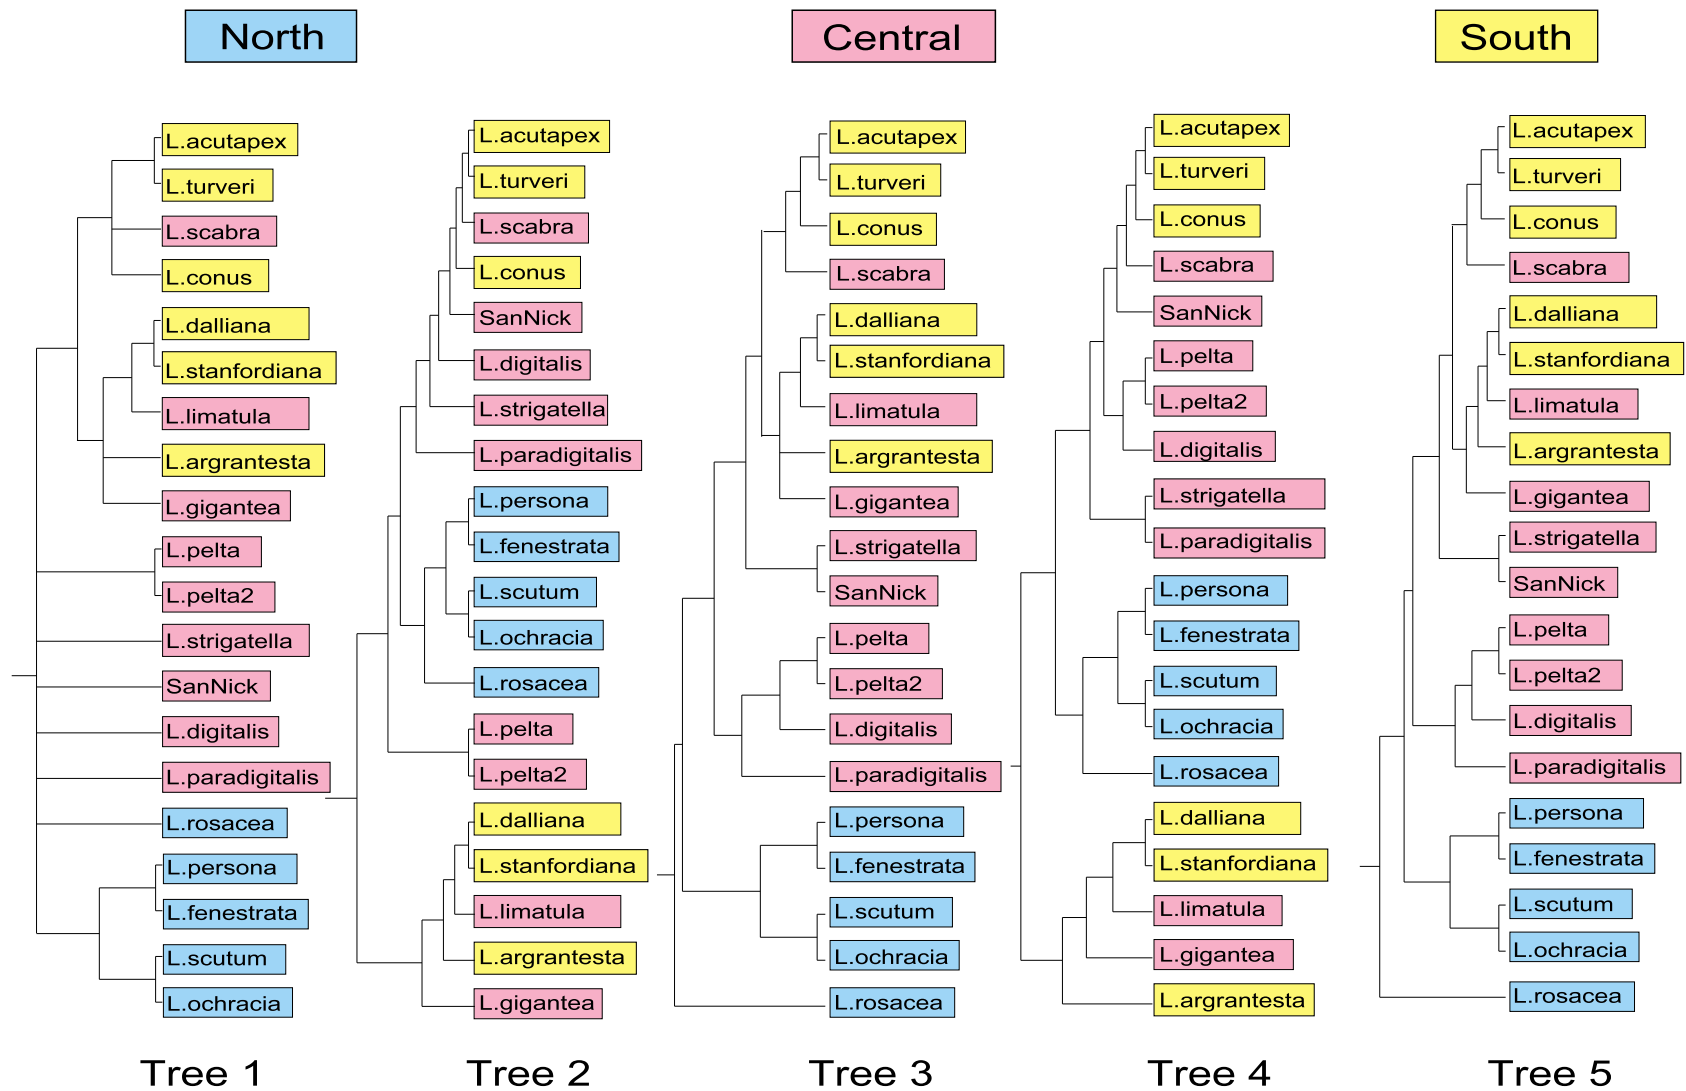 North
Central
South
L.acutapex
L.turveri
L.scabra
L.conus
L.dalliana
L.stanfordiana
L.limatula
L.argrantesta
L.gigantea
L.pelta
L.pelta2
L.strigatella
SanNick
L.digitalis
L.paradigitalis
L.rosacea
L.persona
L.fenestrata
L.scutum
L.ochracia
Tree 1
L.acutapex
L.turveri
L.scabra
L.conus
SanNick
L.digitalis
L.strigatella
L.paradigitalis
L.persona
L.fenestrata
L.scutum
L.ochracia
L.rosacea
L.pelta
L.pelta2
L.dalliana
L.stanfordiana
L.limatula
L.argrantesta
L.gigantea
Tree 2
L.acutapex
L.turveri
L.conus
L.scabra
L.dalliana
L.stanfordiana
L.limatula
L.argrantesta
L.gigantea
L.strigatella
SanNick
L.pelta
L.pelta2
L.digitalis
L.paradigitalis
L.persona
L.fenestrata
L.scutum
L.ochracia
L.rosacea
Tree 3
L.acutapex
L.turveri
L.conus
L.scabra
SanNick
L.pelta
L.pelta2
L.digitalis
L.strigatella
L.paradigitalis
L.persona
L.fenestrata
L.scutum
L.ochracia
L.rosacea
L.dalliana
L.stanfordiana
L.limatula
L.gigantea
L.argrantesta
Tree 4
L.acutapex
L.turveri
L.conus
L.scabra
L.dalliana
L.stanfordiana
L.limatula
L.argrantesta
L.gigantea
L.strigatella
SanNick
L.pelta
L.pelta2
L.digitalis
L.paradigitalis
L.persona
L.fenestrata
L.scutum
L.ochracia
L.rosacea
Tree 5